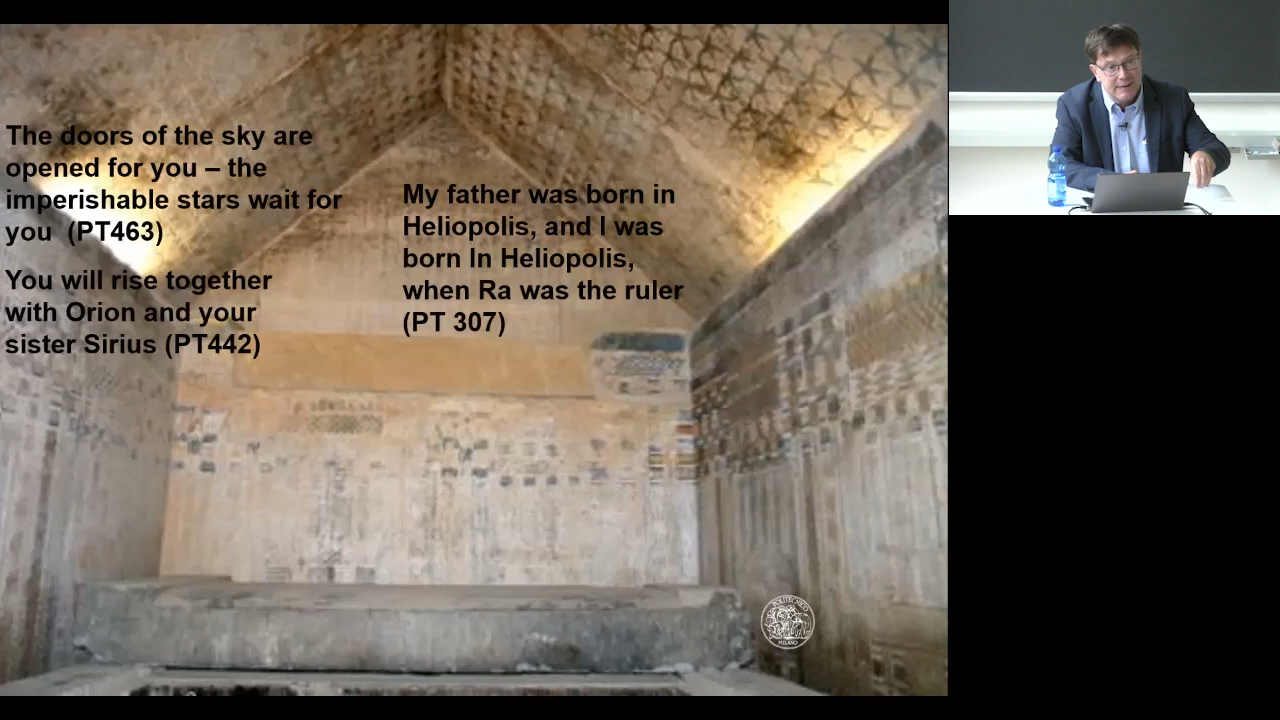 The doors of the sky are
opened for you – the
imperishable stars wait for
you (PT463)
You will rise together
with Orion and your
sister Sirius (PT442)
My father was born in
Heliopolis, and I was
born In Heliopolis,
when Ra was the ruler
(PT 307)
POLITECNICO
MILANO